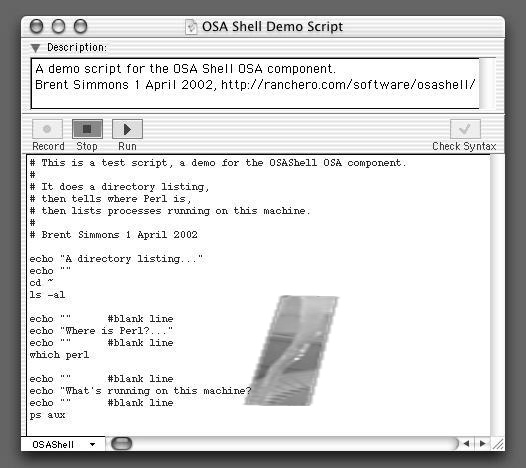 OSA Shell Demo Script
Description:
A demo script for the OSA Shell OSA component.
Brent Simmons 1 April 2002, http://ranchero.com/software/osashell/
Record Stop Run Check Syntax
# This is a test script, a demo for the OSAShell OSA component.
#
# It does a directory listing,
# then tells where Perl is,
# then lists processes running on this machine.
#
# Brent Simmons 1 April 2002
echo "A directory listing..."
echo ""
cd ~
ls -al
echo "" #blank line
echo "Where is Perl?..."
echo "" #blank line
which perl
echo "" #blank line
echo "What's running on this machine?
echo "" #blank line
ps aux
OSAShell